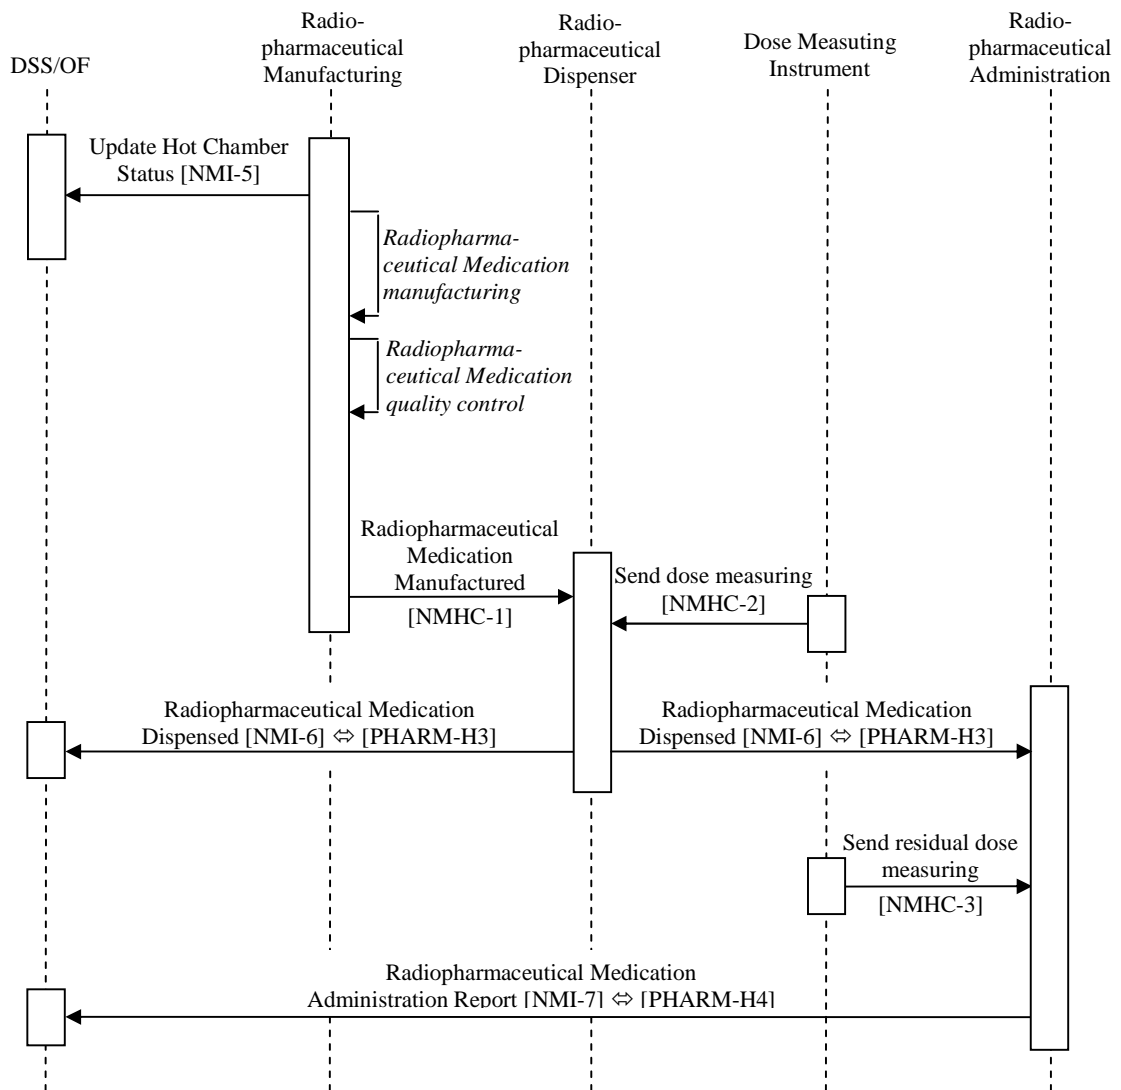 DSS/OF
Radio-
pharmaceutical
Manufacturing
Radio-
pharmaceutical
Dispenser
Dose Measuting
Instrument
Radio-
pharmaceutical
Administration
Update Hot Chamber
Status [NMI-5]
Radiopharma-
ceutical Medication
manufacturing
Radiopharma-
ceutical Medication
quality control
Radiopharmaceutical
Medication
Manufactured
[NMHC-1]
Send dose measuring
[NMHC-2]
Radiopharmaceutical Medication
Dispensed [NMI-6] ⬄ [PHARM-H3]
Radiopharmaceutical Medication
Dispensed [NMI-6] ⬄ [PHARM-H3]
Send residual dose
measuring
[NMHC-3]
Radiopharmaceutical Medication
Administration Report [NMI-7] ⬄ [PHARM-H4]